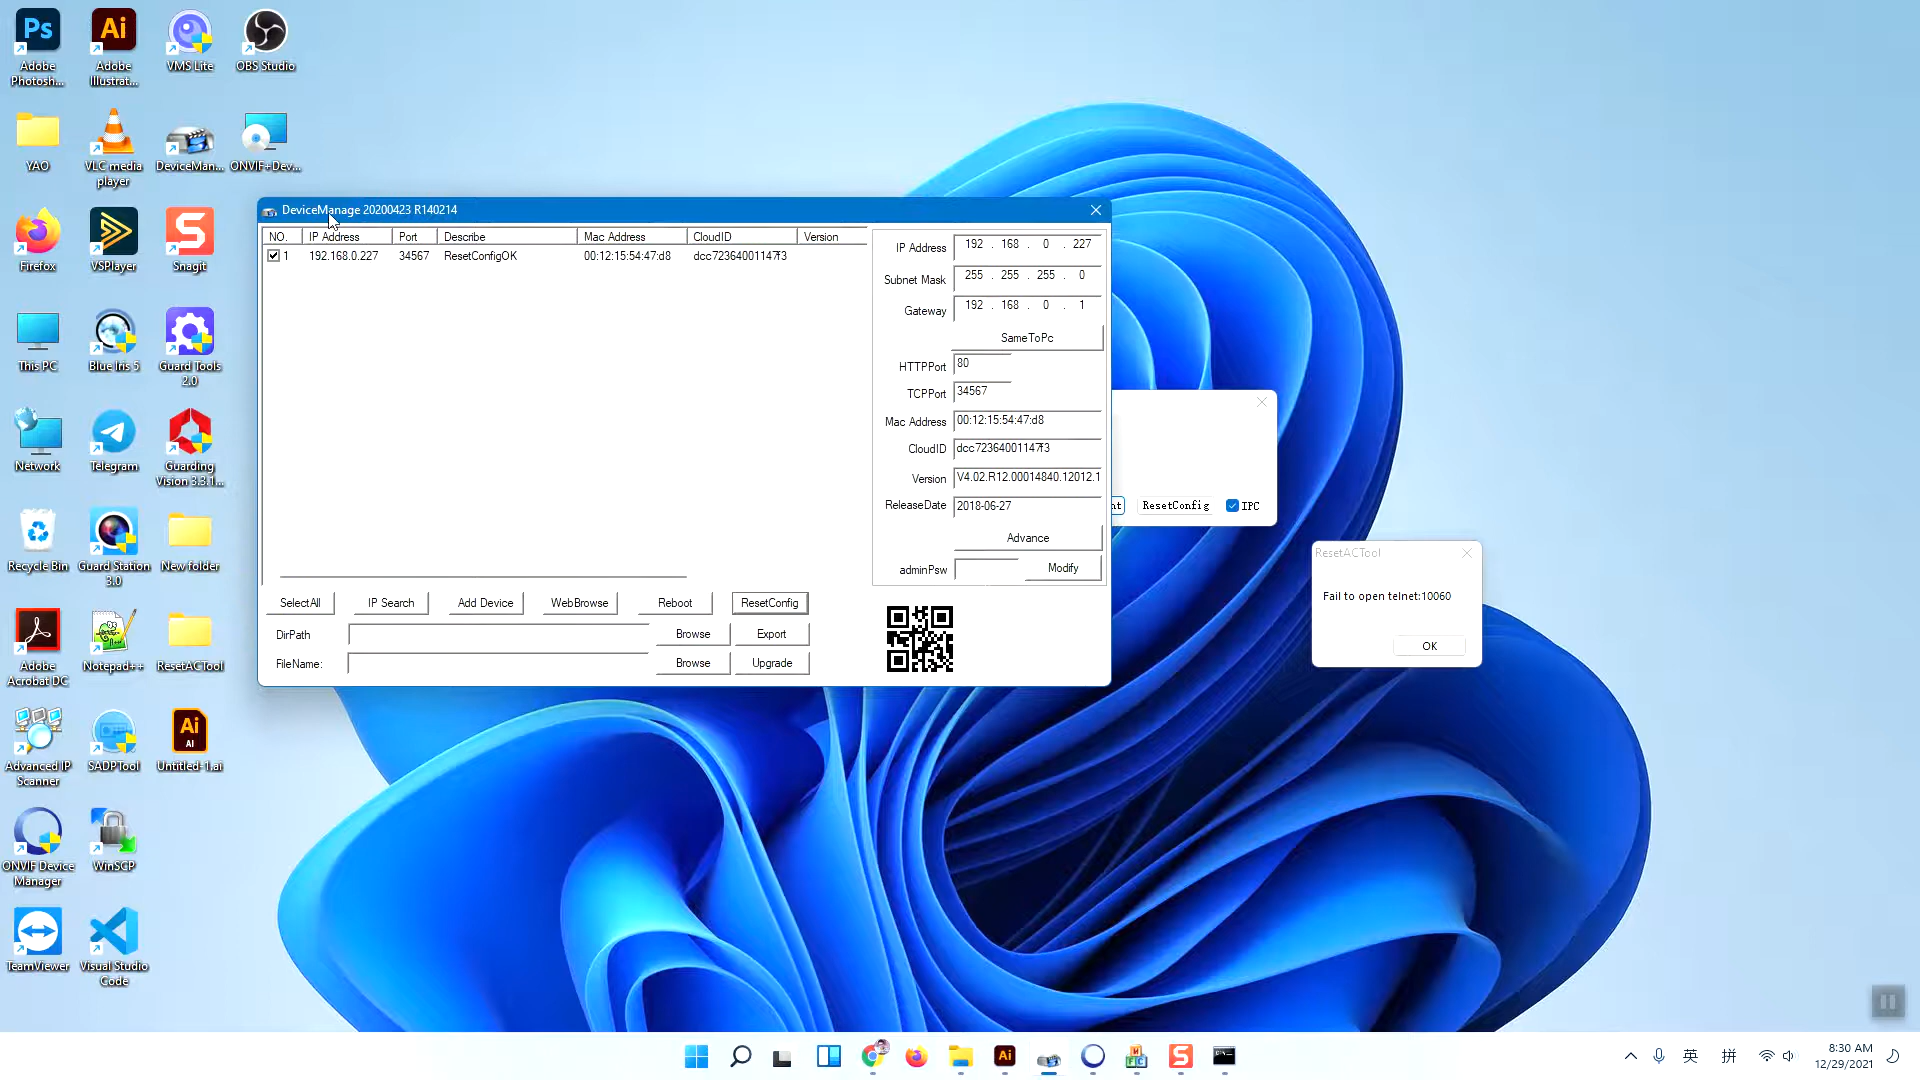 Ps
Adobe
Photosh...
Ai
Adobe
Illustrat...
VMS Lite
OBS Studio
YAO
VLC media
player
DeviceMan...
ONVIF+Dev...
Firefox
VSPlayer
Snagit
This PC
Blue Iris 5
Guard Tools
2.0
Network
Telegram
Guarding
Vision 3.3.1...
Recycle Bin
Guard Station
3.0
New folder
Adobe
Acrobat DC
Notepad++
ResetACTool
Advanced IP
Scanner
SADPTool
Ai
AI
Untitled-1.ai
ONVIF Device
Manager
WinSCP
TeamViewer
Visual Studio
Code
DeviceManage 20200423 R140214
NO. IP Address Port Describe Mac Address CloudID Version
1 192.168.0.227 34567 ResetConfigOK 00:12:15:54:47:d8 dcc72364001147f3
IP Address 192 . 168 . 0 . 227
Subnet Mask 255 . 255 . 255 . 0
Gateway 192 . 168 . 0 . 1
SameToPc
HTTPPort 80
TCPPort 34567
Mac Address 00:12:15:54:47:d8
CloudID dcc72364001147f3
Version V4.02.R12.00014840.12012.1
ReleaseDate 2018-06-27
Advance
adminPsw Modify
SelectAll IP Search Add Device WebBrowse Reboot ResetConfig
DirPath Browse Export
FileName: Browse Upgrade
nt ResetConfig IPC
ResetACTool
Fail to open telnet:10060
OK
Ai
S
英 拼
8:30 AM
12/29/2021